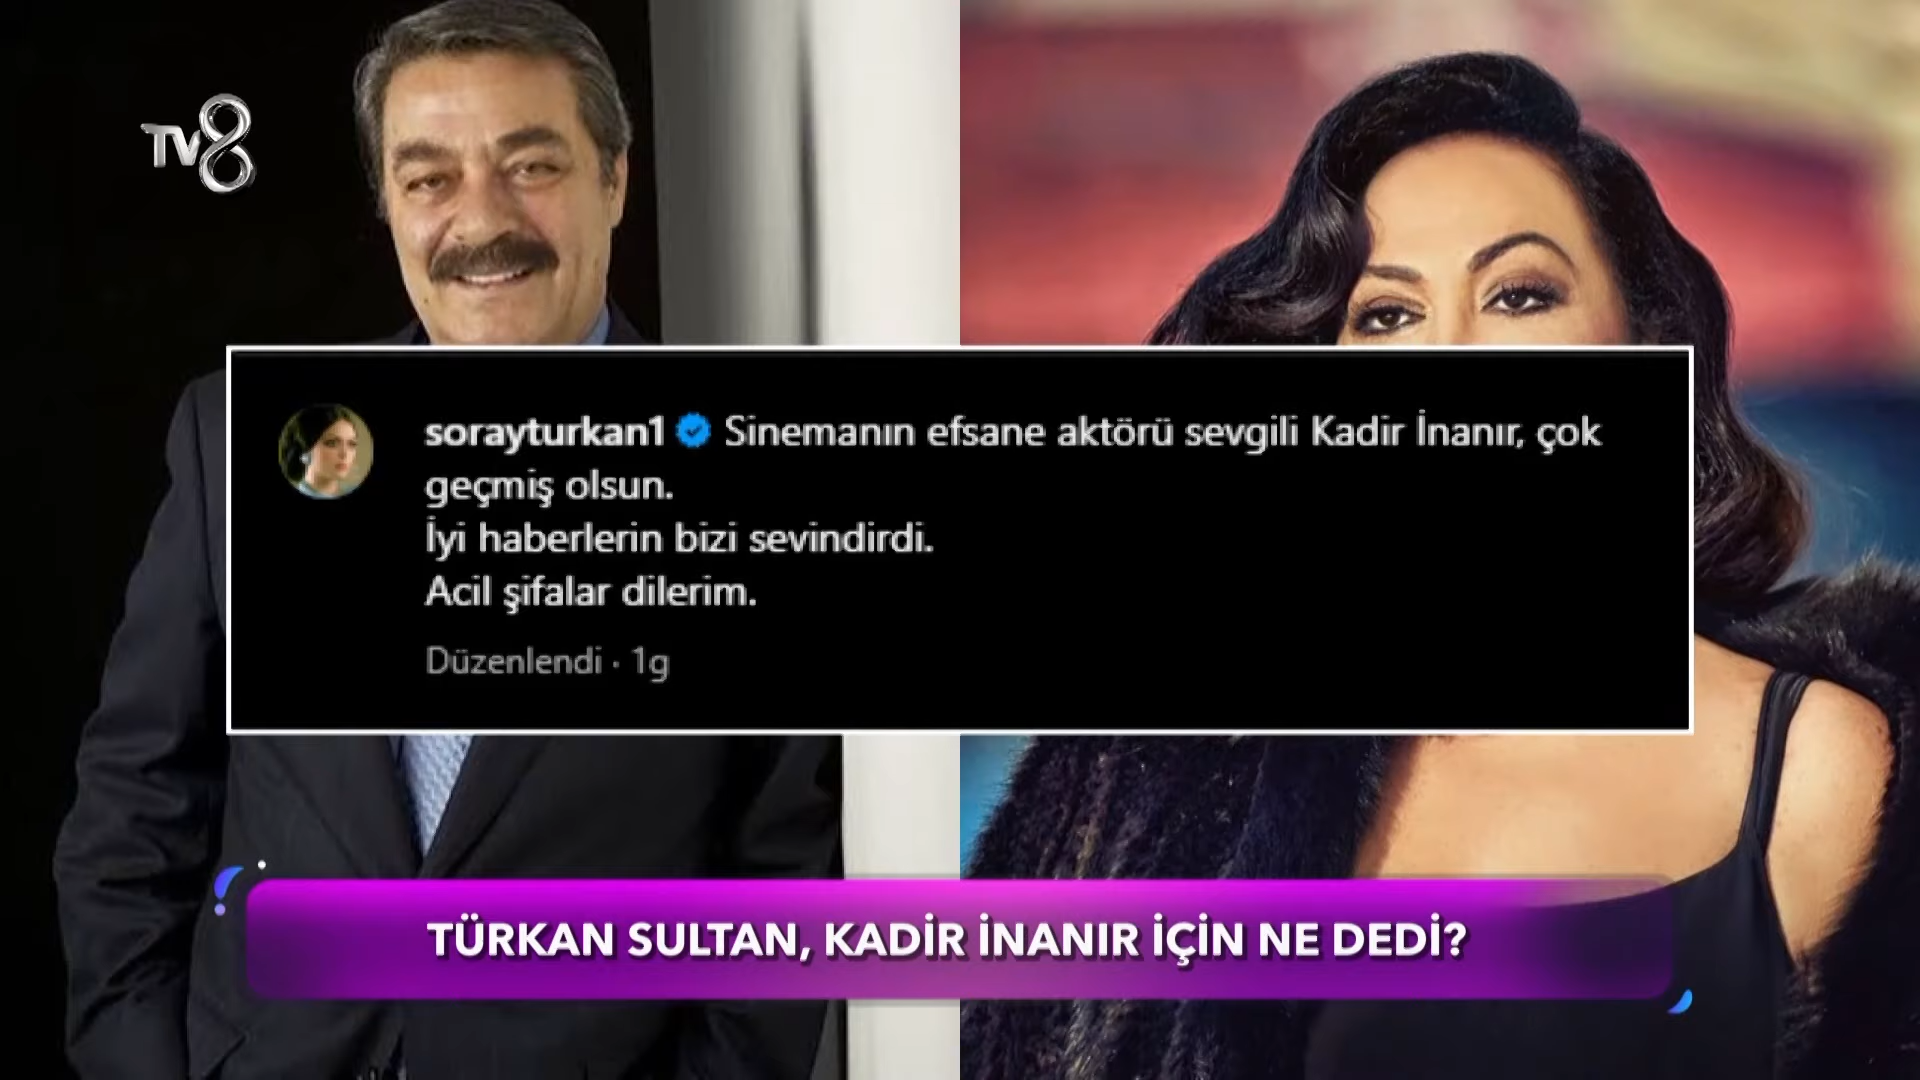 TV8
sorayturkan1 Sinemanın efsane aktörü sevgili Kadir İnanır, çok
geçmiş olsun.
İyi haberlerin bizi sevindirdi.
Acil şifalar dilerim.
Düzenlendi · 1g
TÜRKAN SULTAN, KADİR İNANIR İÇİN NE DEDİ?